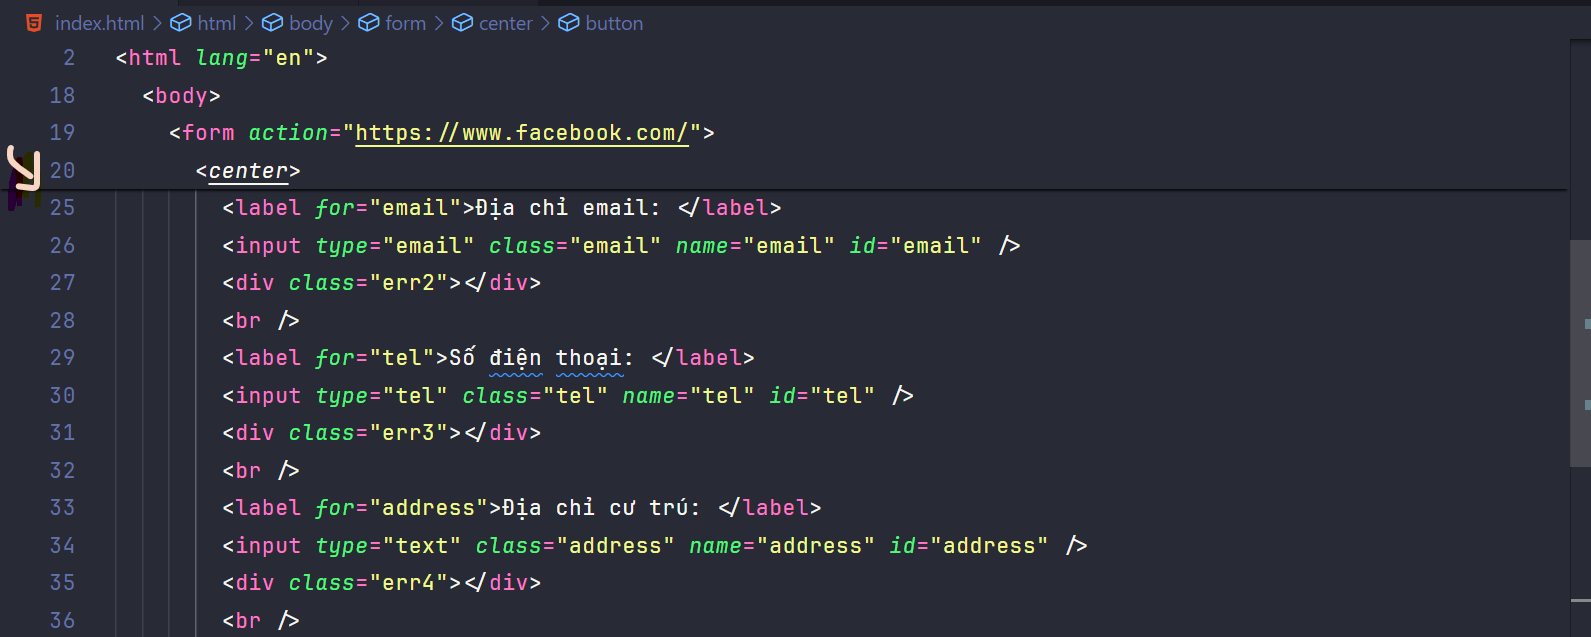 index.html > html > body > form > center > button
2 <html lang="en">
18 <body>
19 <form action="https://www.facebook.com/">
20 <center>
25 <label for="email">Địa chỉ email: </label>
26 <input type="email" class="email" name="email" id="email" />
27 <div class="err2"></div>
28 <br />
29 <label for="tel">Số điện thoại: </label>
30 <input type="tel" class="tel" name="tel" id="tel" />
31 <div class="err3"></div>
32 <br />
33 <label for="address">Địa chỉ cư trú: </label>
34 <input type="text" class="address" name="address" id="address" />
35 <div class="err4"></div>
36 <br />